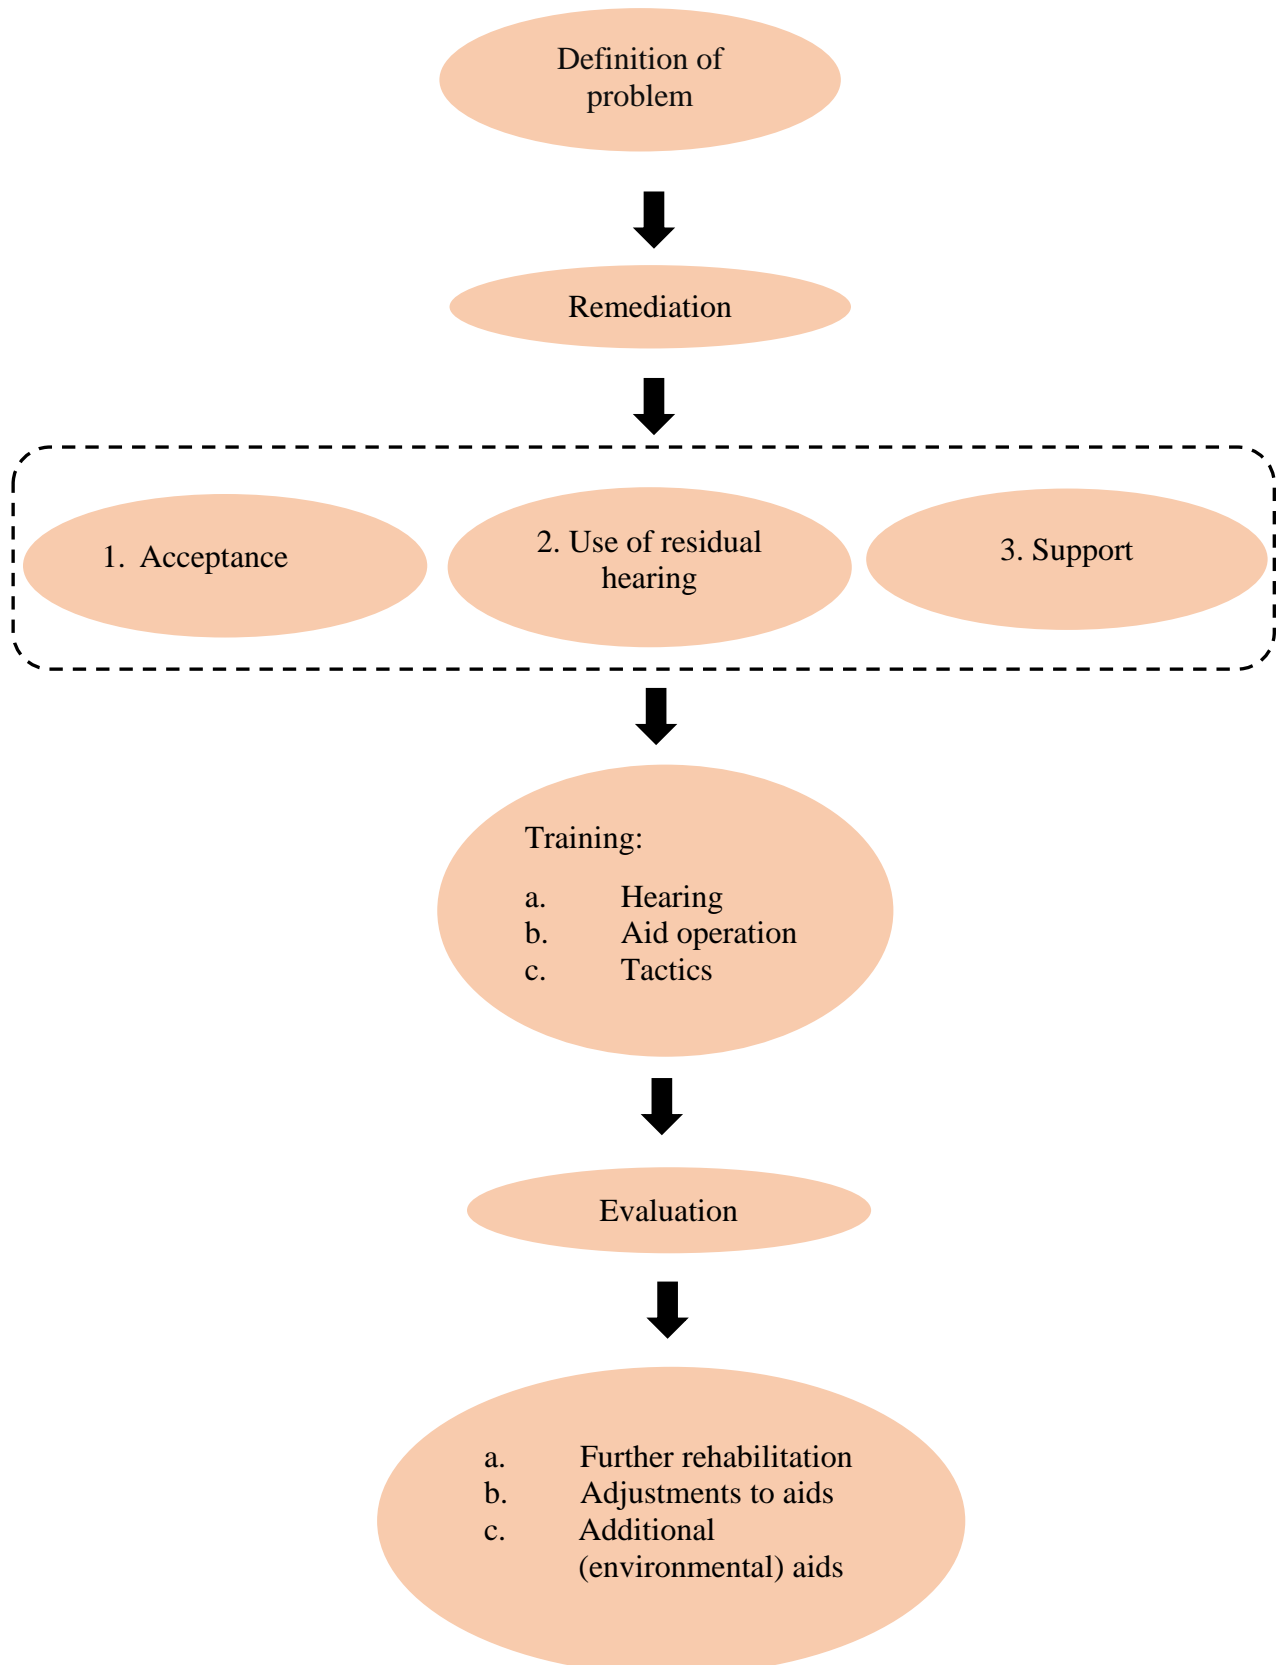 Definition of
problem
Remediation
1. Acceptance
2. Use of residual
hearing
3. Support
Training:
a. Hearing
b. Aid operation
c. Tactics
Evaluation
a. Further rehabilitation
b. Adjustments to aids
c. Additional
(environmental) aids